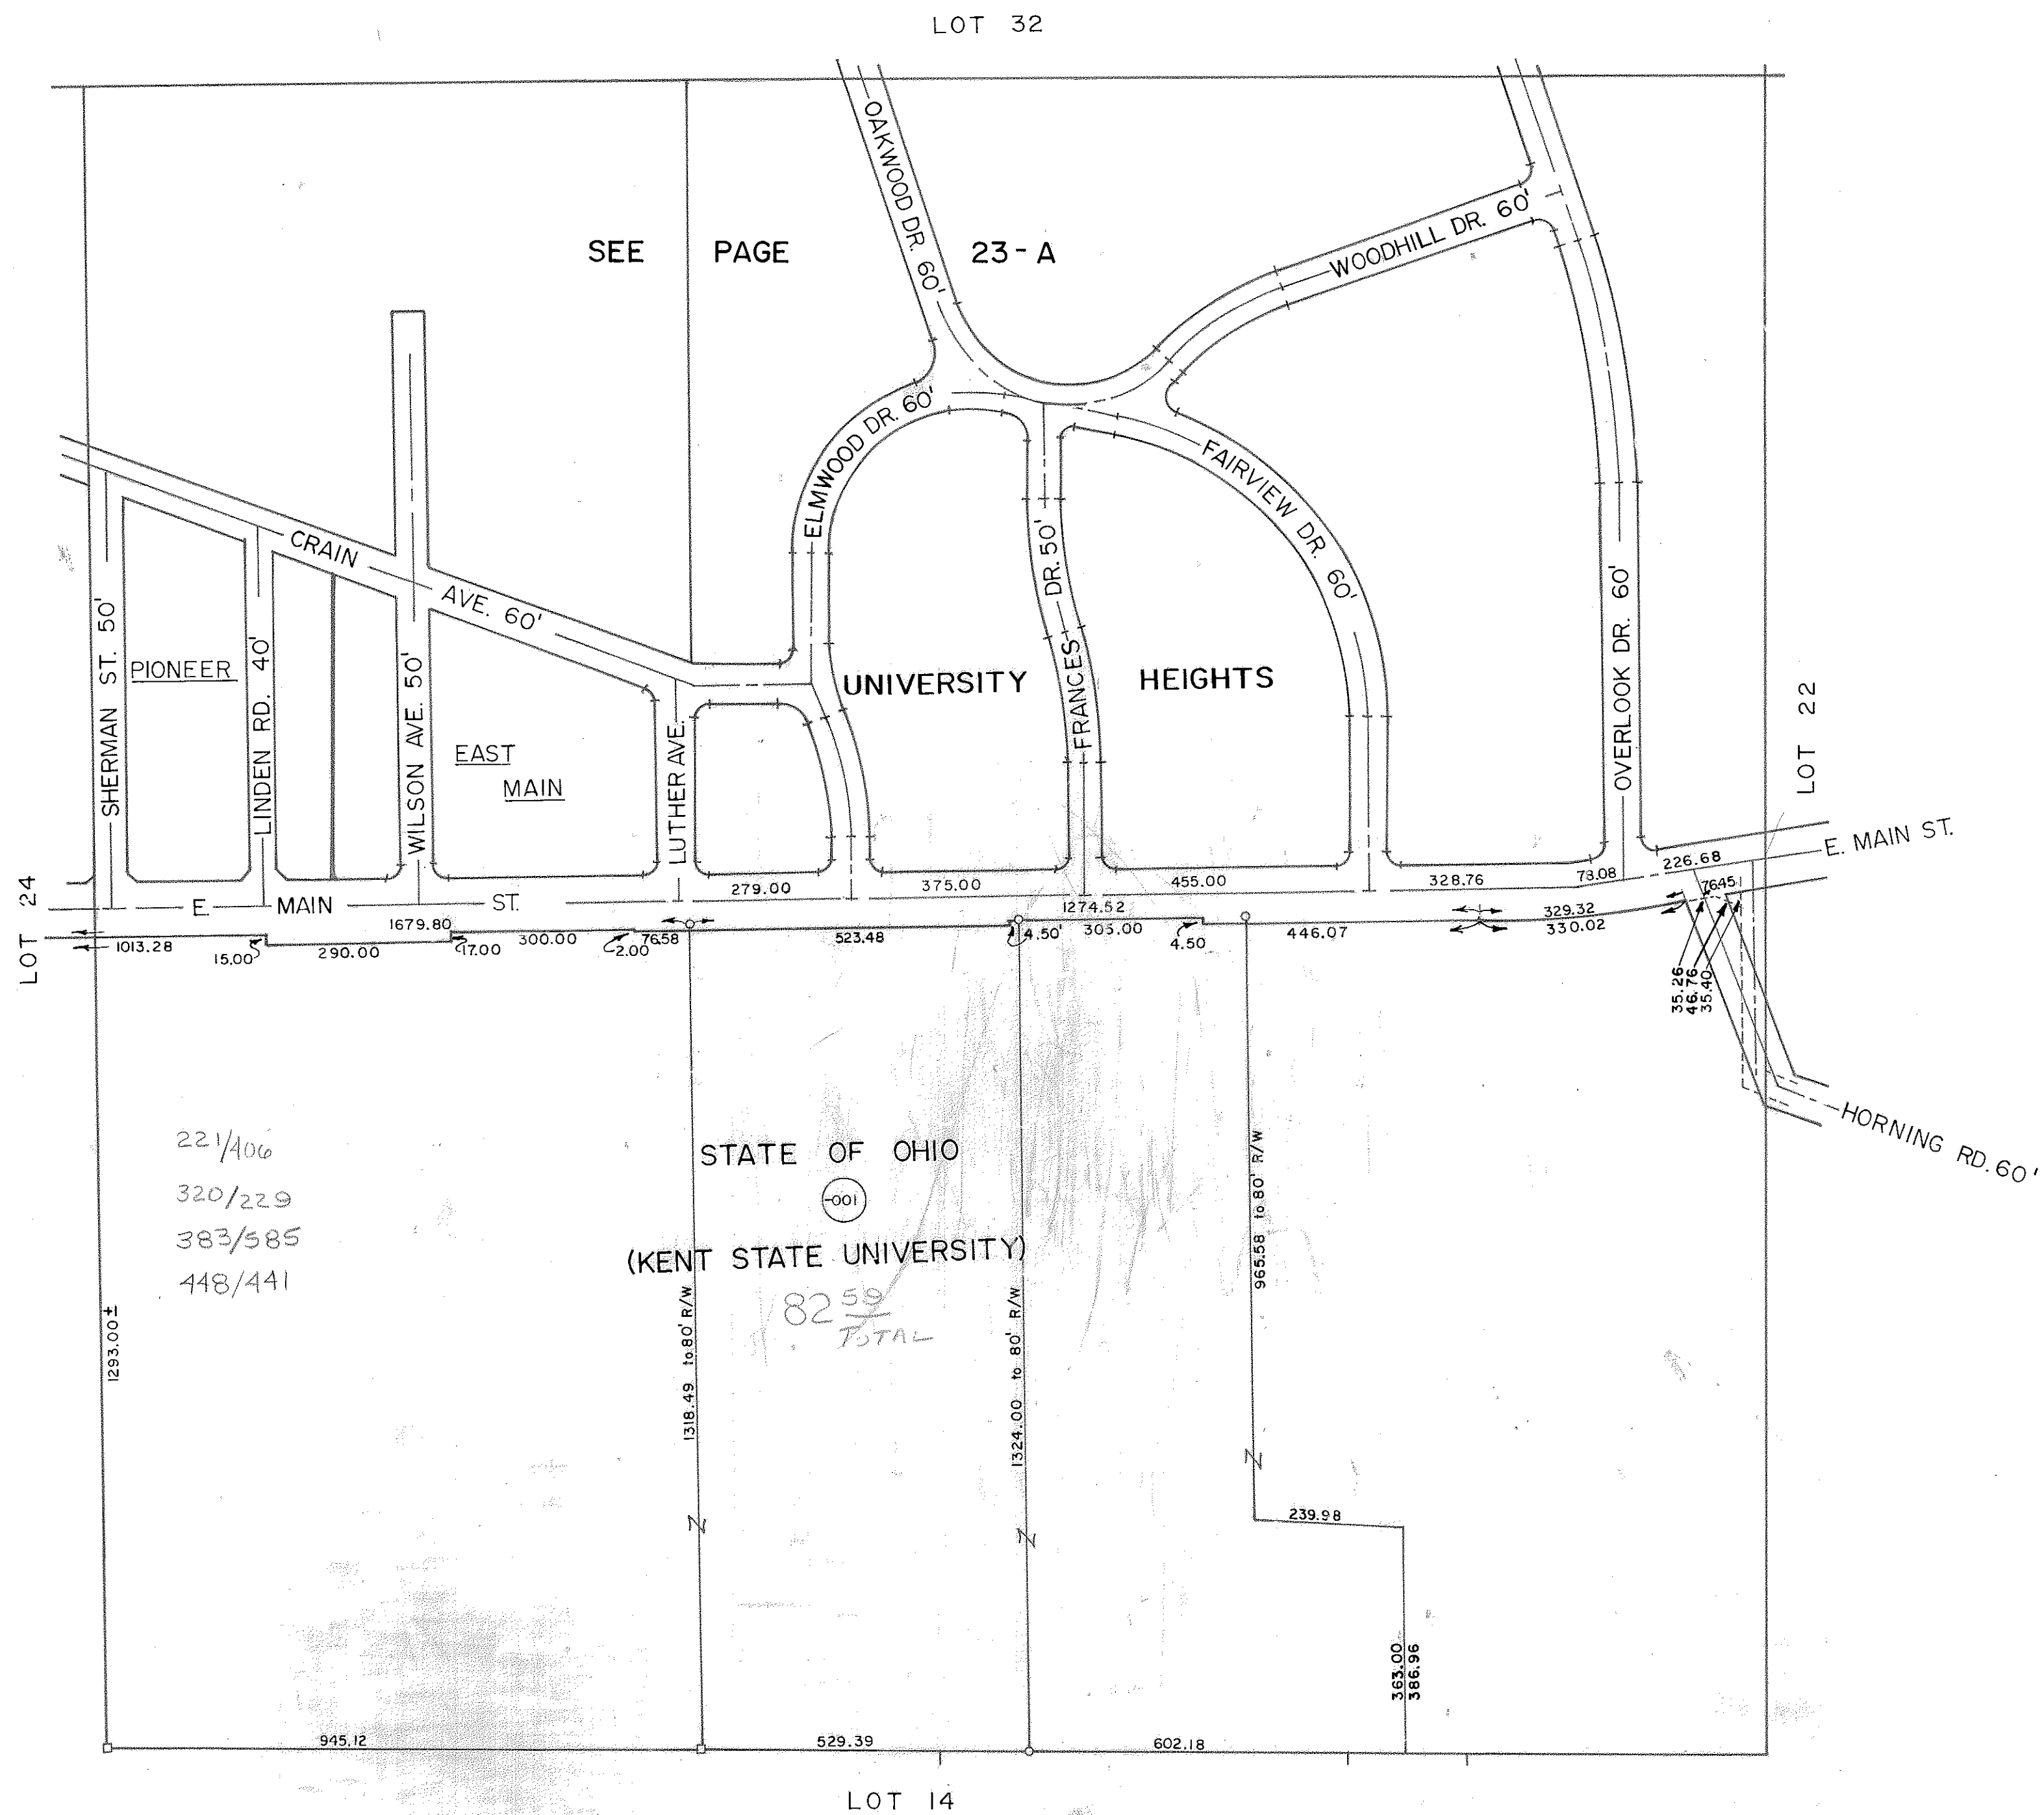 LOT 32
OAKWOOD DR. 60'
SEE PAGE 23-A
WOODHILL DR. 60'
ELMWOOD DR. 60'
FAIRVIEW DR. 60'
CRAIN AVE. 60'
DR. 50'
FRANCES
SHERMAN ST. 50'
PIONEER
LINDEN RD. 40'
WILSON AVE. 50'
EAST
MAIN
LUTHER AVE.
UNIVERSITY HEIGHTS
OVERLOOK DR. 60'
LOT 22
LOT 24
E. MAIN ST.
226.68
279.00
375.00
455.00
328.76
78.08
76.45
E. MAIN ST.
1679.80
1274.52
329.32
1013.28
15.00
290.00
17.00
300.00
2.00
76.58
523.48
4.50'
305.00
4.50
446.07
330.02
35.26
46.76
35.40
HORNING RD. 60'
221/406
320/229
383/585
448/441
STATE OF OHIO
-001
(KENT STATE UNIVERSITY)
82 59
TOTAL
1293.00±
1318.49 to 80' R/W
1324.00 to 80' R/W
965.58 to 80' R/W
239.98
363.00
386.96
945.12
529.39
602.18
LOT 14